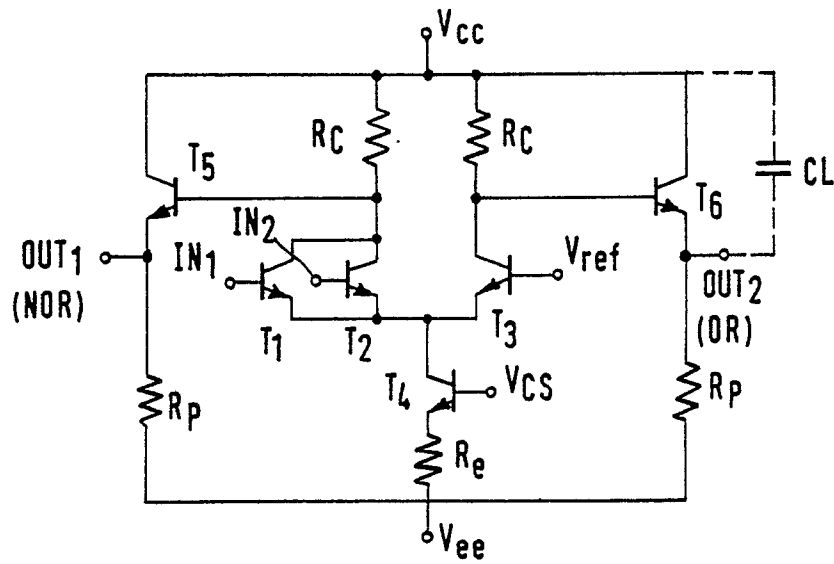 Vcc
RC
RC
CL
T5
T6
IN2
IN1
OUT1
(NOR)
Vref
OUT2
(OR)
T1
T2
T3
T4
VCS
RP
RP
Re
Vee